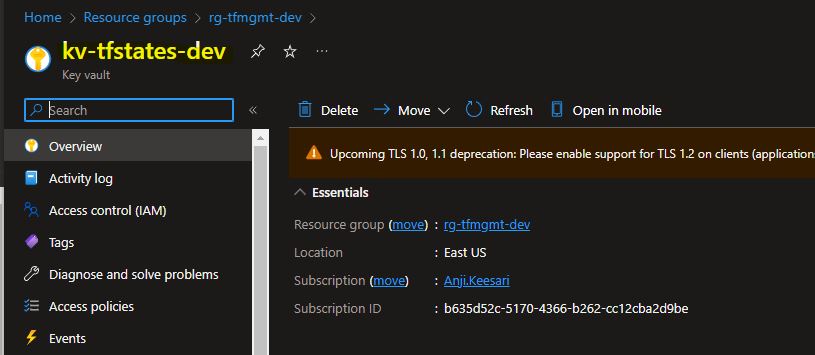 Home > Resource groups > rg-tfmgmt-dev >
kv-tfstates-dev
Key vault
Search
Overview
Activity log
Access control (IAM)
Tags
Diagnose and solve problems
Access policies
Events
Delete Move Refresh Open in mobile
Upcoming TLS 1.0, 1.1 deprecation: Please enable support for TLS 1.2 on clients (applications
Essentials
Resource group (move) : rg-tfmgmt-dev
Location : East US
Subscription (move) : Anji.Keesari
Subscription ID : b635d52c-5170-4366-b262-cc12cba2d9be